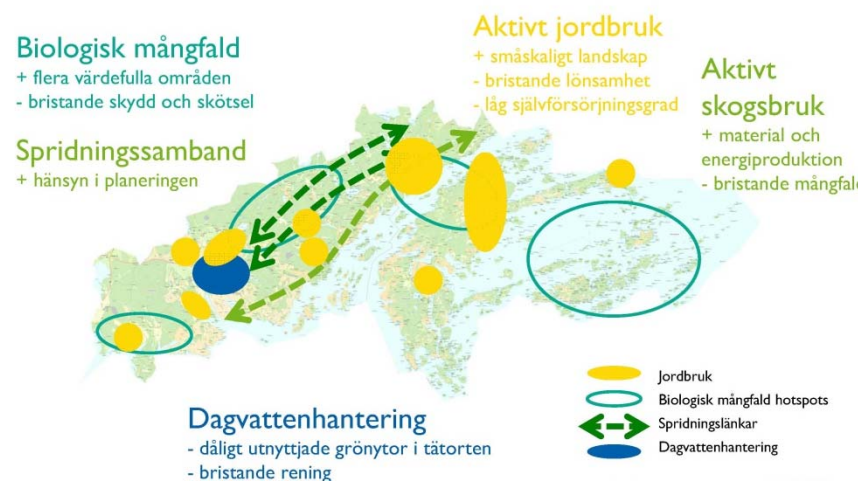 Biologisk mångfald
+ flera värdefulla områden
- bristande skydd och skötsel
Spridningssamband
+ hänsyn i planeringen
Aktivt jordbruk
+ småskaligt landskap
- bristande lönsamhet
- låg självförsörjningsgrad
Aktivt
skogsbruk
+ material och
energiproduktion
- bristande mångfald
Dagvattenhantering
- dåligt utnyttjade grönytor i tätorten
- bristande rening
Jordbruk
Biologisk mångfald hotspots
Spridningslänkar
Dagvattenhantering